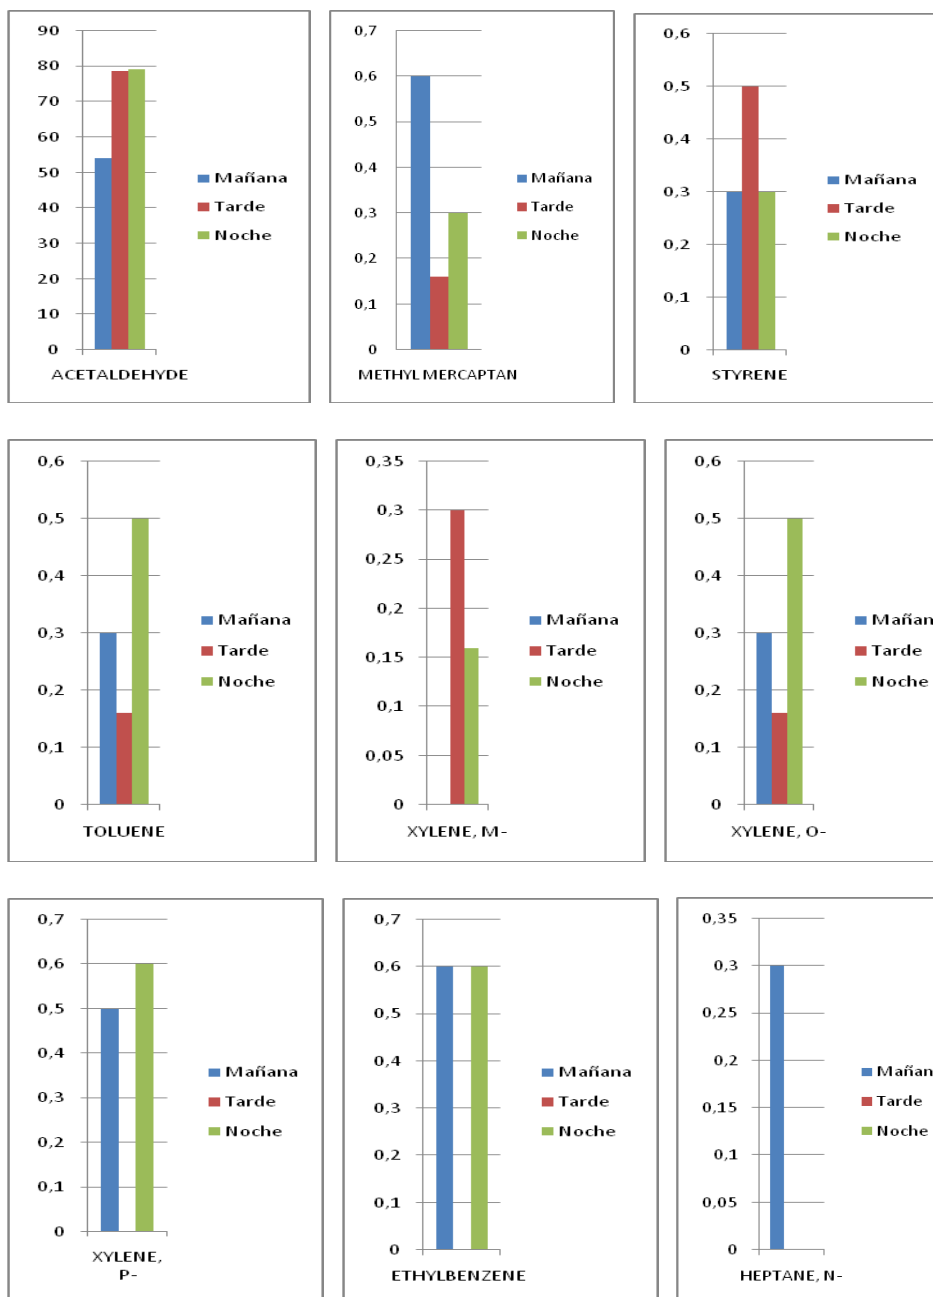 90
80
70
60
50
40
30
20
10
0
Mañana
Tarde
Noche
ACETALDEHYDE
0,7
0,6
0,5
0,4
0,3
0,2
0,1
0
Mañana
Tarde
Noche
METHYL MERCAPTAN
0,6
0,5
0,4
0,3
0,2
0,1
0
Mañana
Tarde
Noche
STYRENE
0,6
0,5
0,4
0,3
0,2
0,1
0
Mañana
Tarde
Noche
TOLUENE
0,35
0,3
0,25
0,2
0,15
0,1
0,05
0
Mañana
Tarde
Noche
XYLENE, M-
0,6
0,5
0,4
0,3
0,2
0,1
0
Mañan
Tarde
Noche
XYLENE, O-
0,7
0,6
0,5
0,4
0,3
0,2
0,1
0
Mañana
Tarde
Noche
XYLENE,
P-
0,7
0,6
0,5
0,4
0,3
0,2
0,1
0
Mañana
Tarde
Noche
ETHYLBENZENE
0,35
0,3
0,25
0,2
0,15
0,1
0,05
0
Mañan
Tarde
Noche
HEPTANE, N-